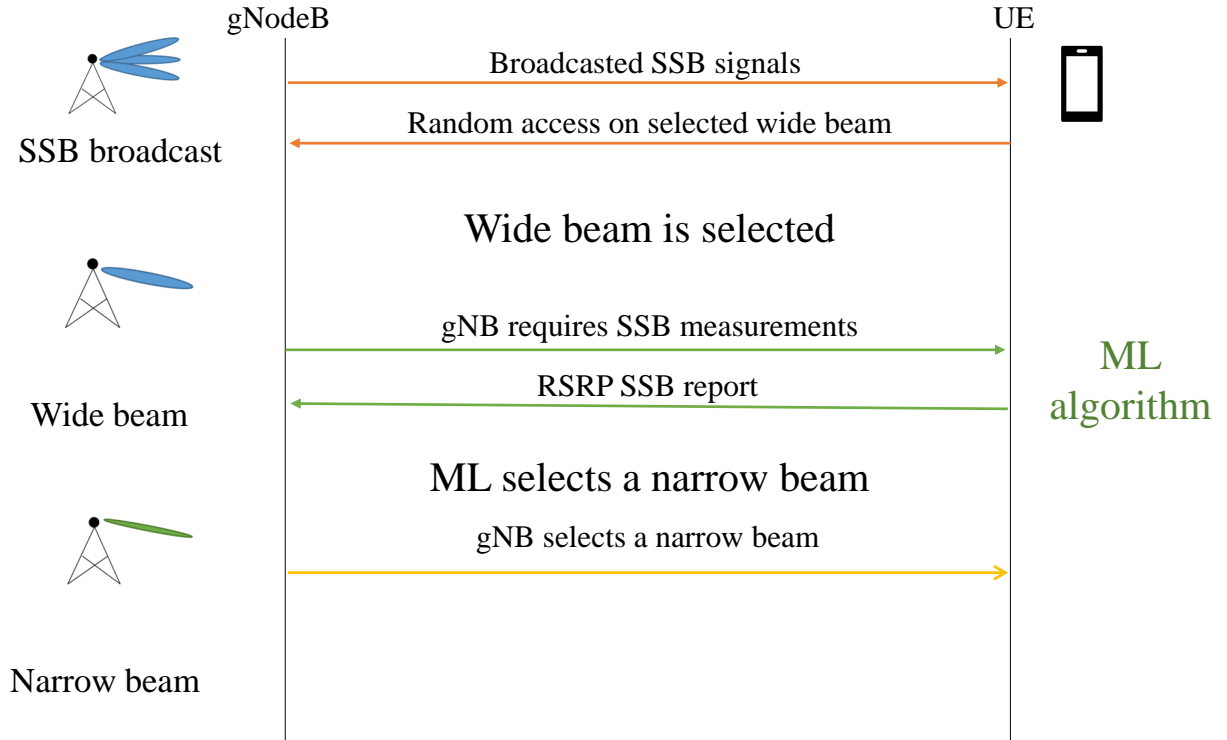 gNodeB
UE
Broadcasted SSB signals
Random access on selected wide beam
SSB broadcast
Wide beam is selected
gNB requires SSB measurements
RSRP SSB report
ML
algorithm
Wide beam
ML selects a narrow beam
gNB selects a narrow beam
Narrow beam